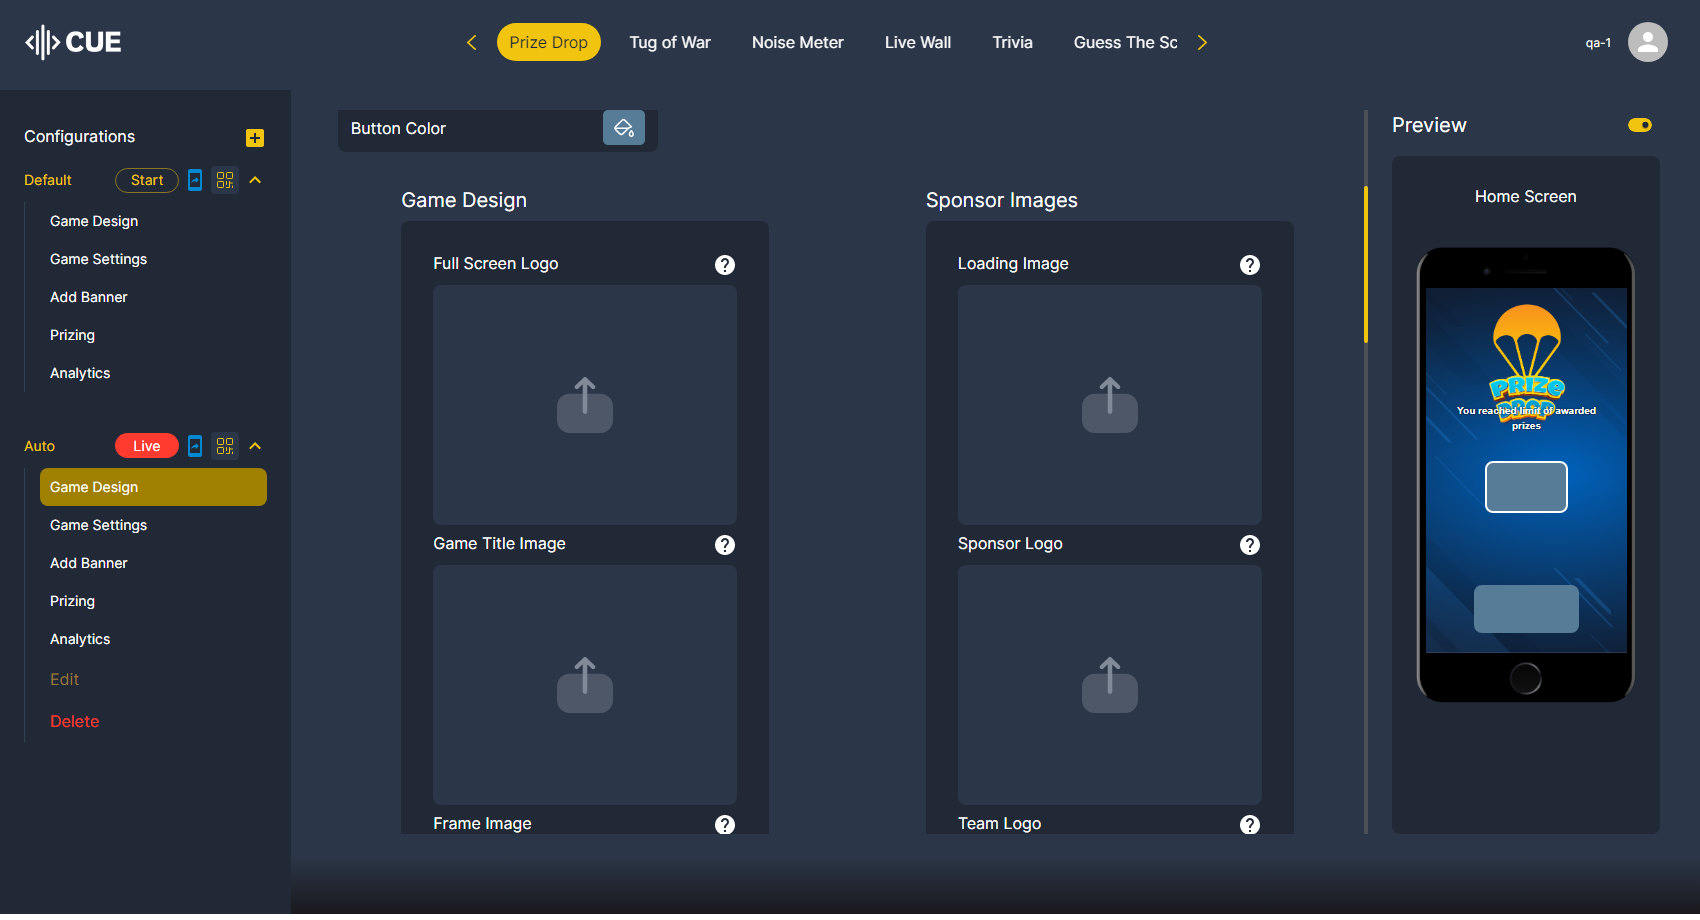 CUE
Prize Drop
Tug of War
Noise Meter
Live Wall
Trivia
Guess The Sc
qa-1
Configurations
Default
Start
Game Design
Game Settings
Add Banner
Prizing
Analytics
Auto
Live
Game Design
Game Settings
Add Banner
Prizing
Analytics
Edit
Delete
Button Color
Game Design
Full Screen Logo
Game Title Image
Frame Image
Sponsor Images
Loading Image
Sponsor Logo
Team Logo
Preview
Home Screen
PRIZE
DROP
You reached limit of awarded
prizes